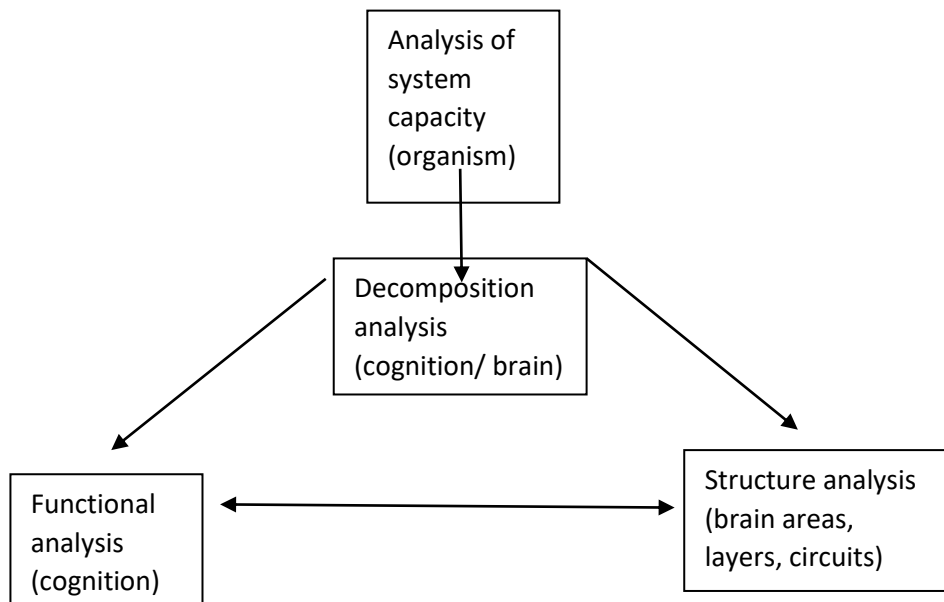 Analysis of
system
capacity
(organism)
Decomposition
analysis
(cognition/ brain)
Functional
analysis
(cognition)
Structure analysis
(brain areas,
layers, circuits)